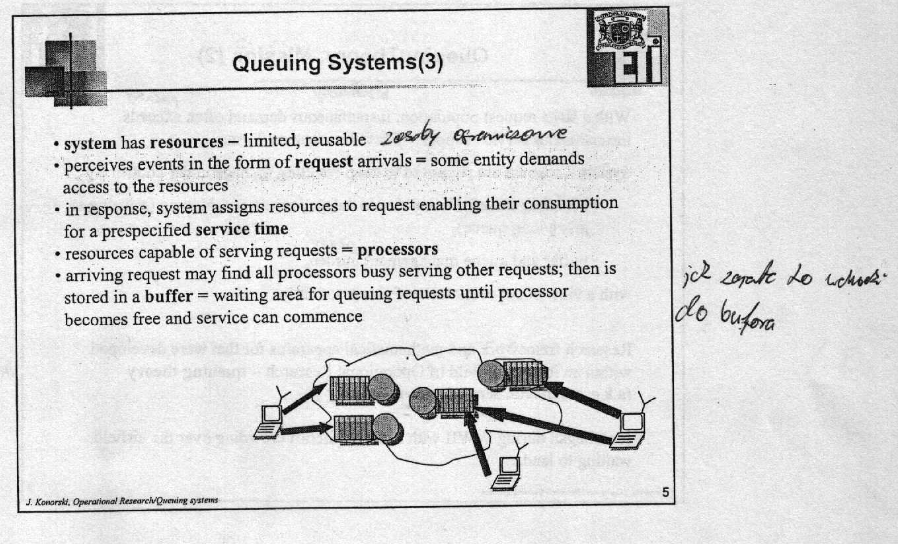 Queuing Systems(3)
• system has resources – limited, reusable zasoby ograniczone
• perceives events in the form of request arrivals = some entity demands
access to the resources
• in response, system assigns resources to request enabling their consumption
for a prespecified service time
• resources capable of serving requests = processors
• arriving request may find all processors busy serving other requests; then is
stored in a buffer = waiting area for queuing requests until processor
becomes free and service can commence
do wchodzi
do bufora
J. Konorski, Operational Research/Queuing systems
5